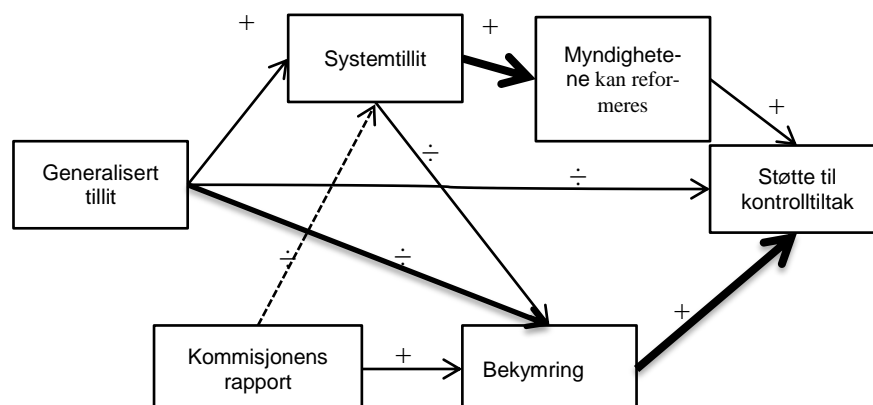 +
+
Systemtillit
Myndighete-
ne kan refor-
meres
+
÷
Generalisert
tillit
÷
Støtte til
kontrolltiltak
÷
÷
+
Kommisjonens
rapport
+
Bekymring